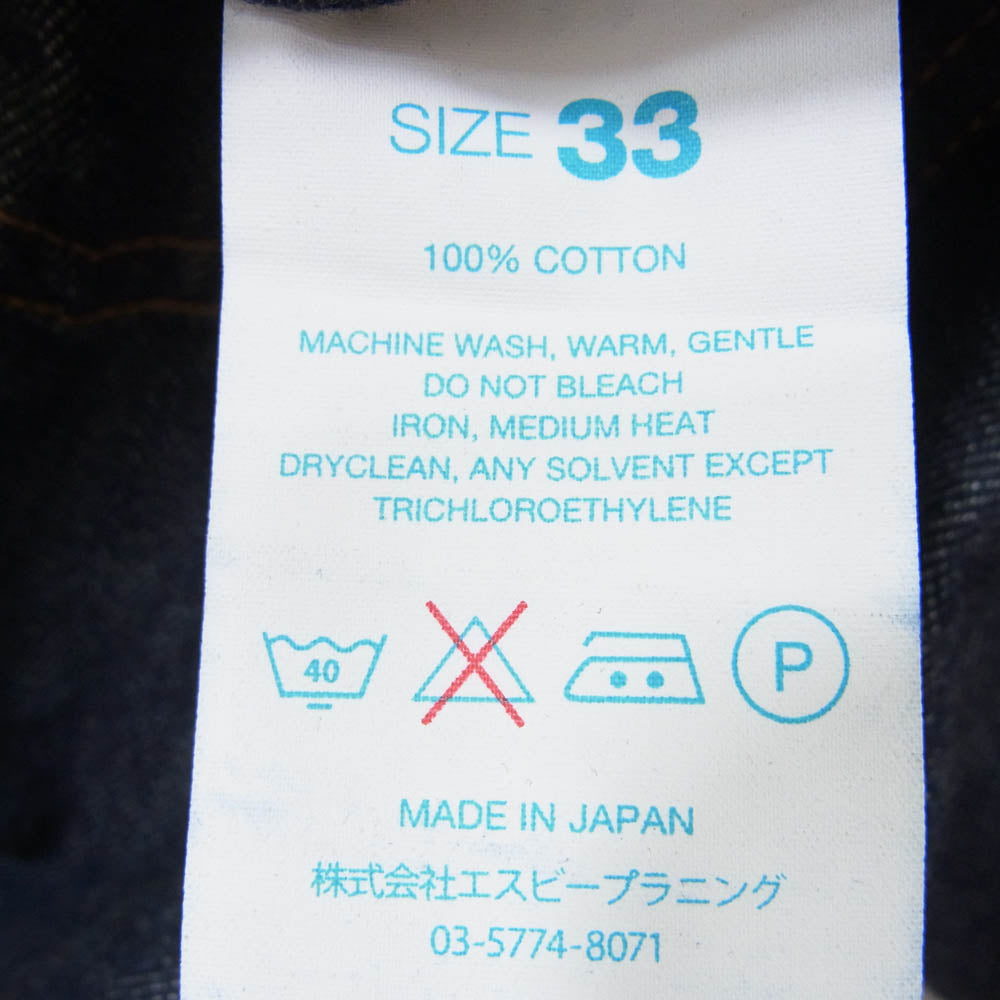 SIZE 33
100% COTTON
MACHINE WASH, WARM, GENTLE
DO NOT BLEACH
IRON, MEDIUM HEAT
DRYCLEAN, ANY SOLVENT EXCEPT
TRICHLOROETHYLENE
40 P
MADE IN JAPAN
株式会社エスビープラニング
03-5774-8071